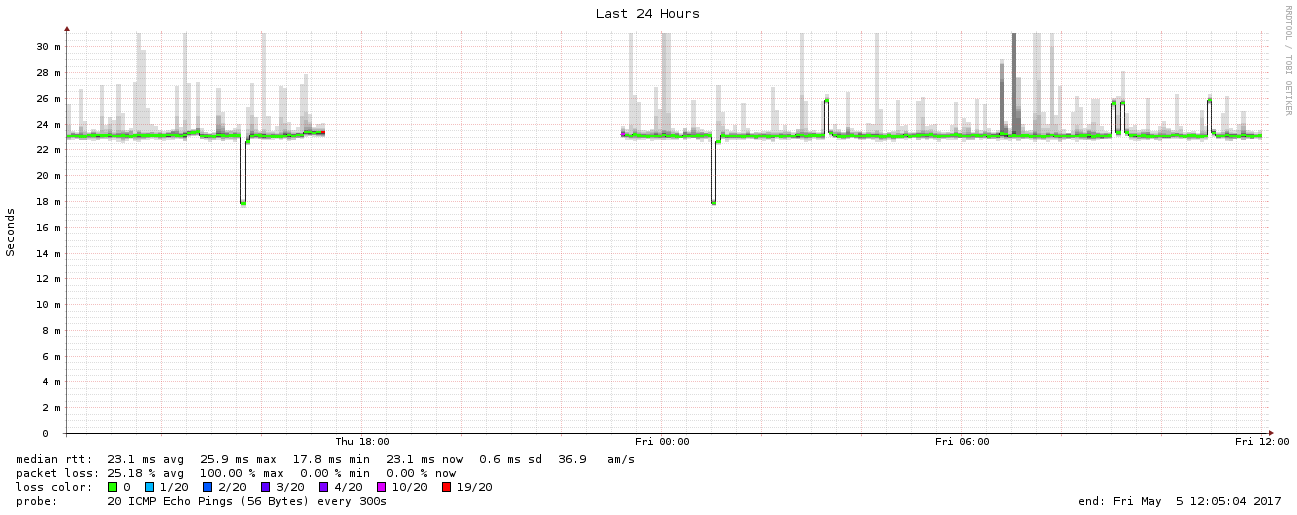 Last 24 Hours
RRDTOOL / TOBI OETIKER
Seconds
30 m
28 m
26 m
24 m
22 m
20 m
18 m
16 m
14 m
12 m
10 m
8 m
6 m
4 m
2 m
0
Thu 18:00 Fri 00:00 Fri 06:00 Fri 12:00
median rtt: 23.1 ms avg 25.9 ms max 17.8 ms min 23.1 ms now 0.6 ms sd 36.9 am/s
packet loss: 25.18 % avg 100.00 % max 0.00 % min 0.00 % now
loss color: 0 1/20 2/20 3/20 4/20 10/20 19/20
probe: 20 ICMP Echo Pings (56 Bytes) every 300s end: Fri May 5 12:05:04 2017